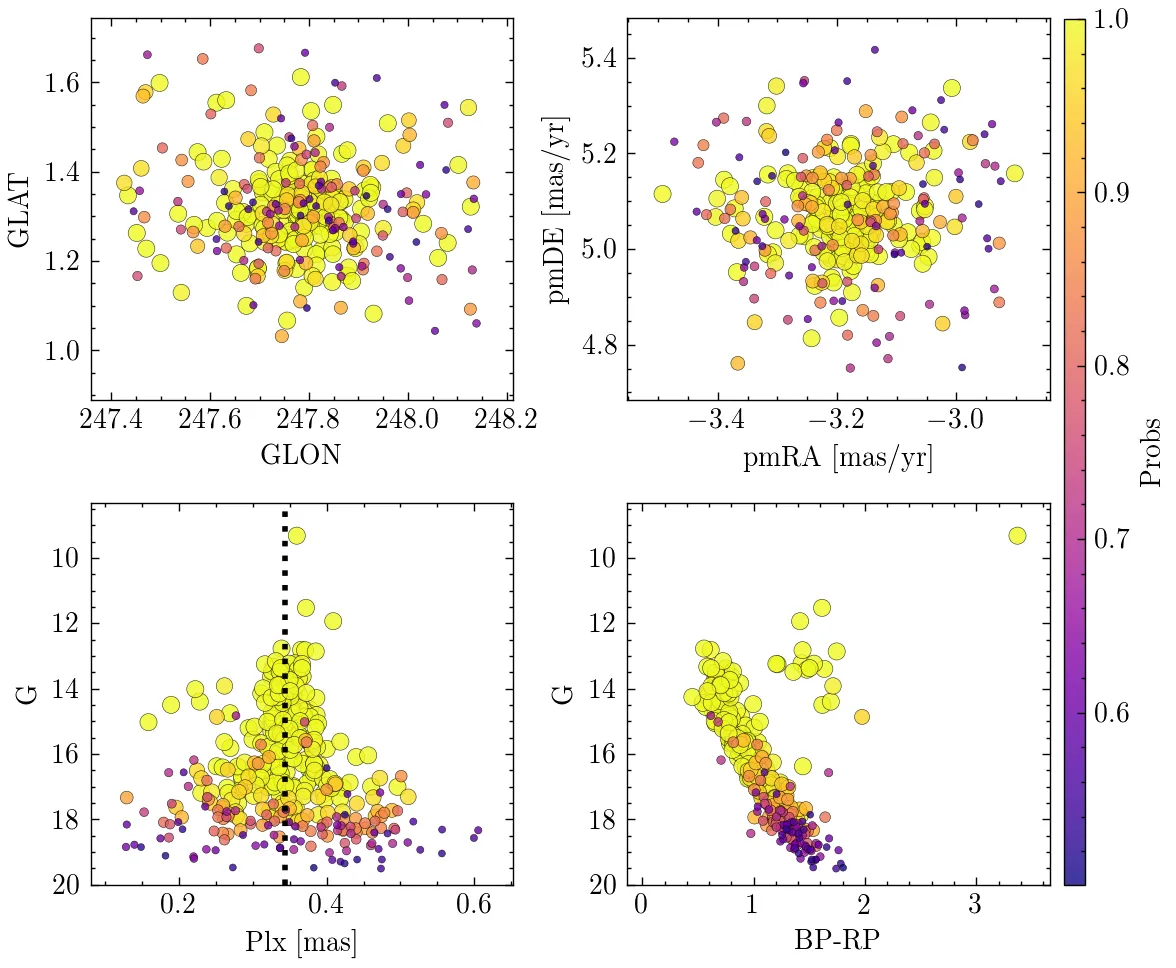 1.6
1.4
1.2
1.0
GLAT
247.4 247.6 247.8 248.0 248.2
GLON
5.4
5.2
5.0
4.8
pmDE [mas/yr]
−3.4 −3.2 −3.0
pmRA [mas/yr]
10
12
14
16
18
20
G
0.2 0.4 0.6
Plx [mas]
10
12
14
16
18
20
G
0 1 2 3
BP-RP
1.0
0.9
0.8
0.7
0.6
Probs